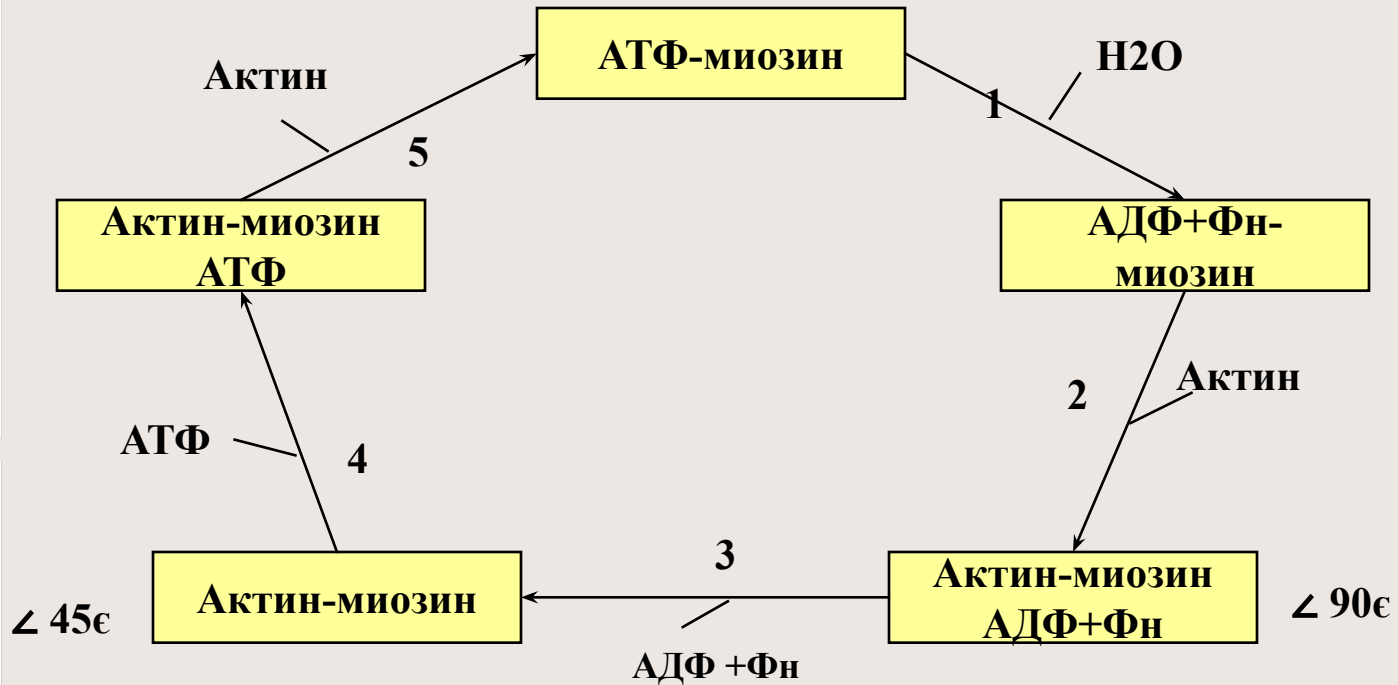 АТФ-миозин
Н2О
Актин
1
5
Актин-миозин
АТФ
АДФ+Фн-
миозин
Актин
2
АТФ
4
3
Актин-миозин
АДФ+Фн
∠ 90є
Актин-миозин
∠ 45є
АДФ +Фн